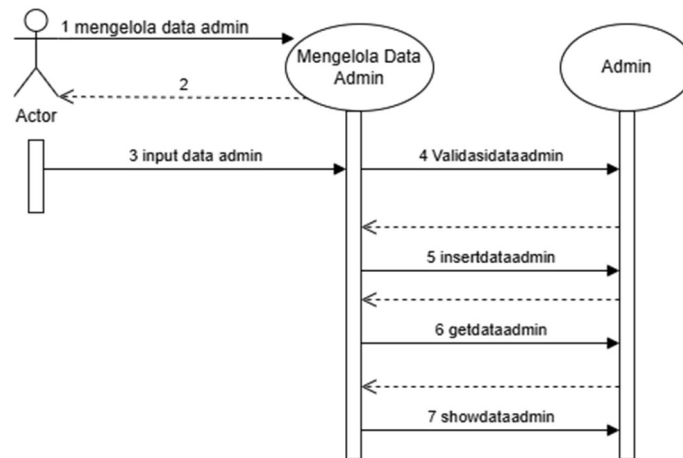 1 mengelola data admin
Mengelola Data
Admin
Admin
2
Actor
3 input data admin
4 Validasidataadmin
5 insertdataadmin
6 getdataadmin
7 showdataadmin